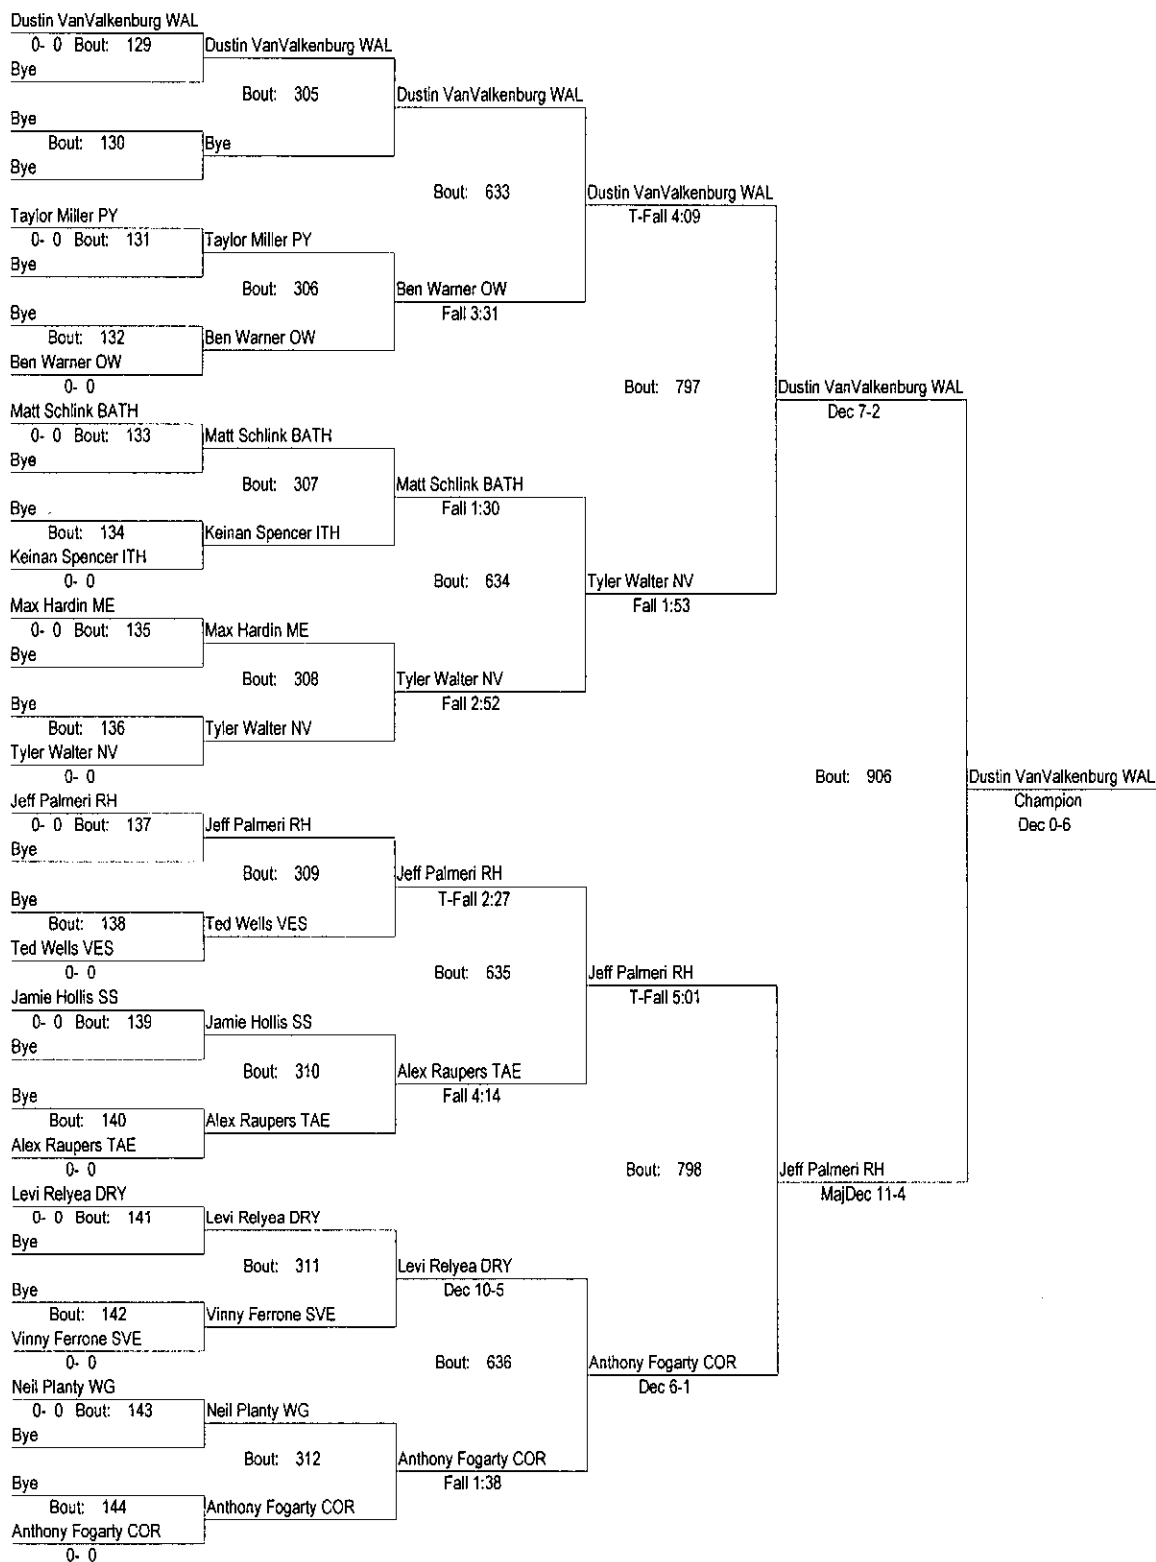 Dustin VanValkenburg WAL
0- 0 Bout: 129
Bye
Bye
Bout: 130
Bye
Taylor Miller PY
0- 0 Bout: 131
Bye
Bye
Bout: 132
Ben Warner OW
0- 0
Matt Schlink BATH
0- 0 Bout: 133
Bye
Bye
Bout: 134
Keinan Spencer ITH
0- 0
Max Hardin ME
0- 0 Bout: 135
Bye
Bye
Bout: 136
Tyler Walter NV
0- 0
Jeff Palmeri RH
0- 0 Bout: 137
Bye
Bye
Bout: 138
Ted Wells VES
0- 0
Jamie Hollis SS
0- 0 Bout: 139
Bye
Bye
Bout: 140
Alex Raupers TAE
0- 0
Levi Relyea DRY
0- 0 Bout: 141
Bye
Bye
Bout: 142
Vinny Ferrone SVE
0- 0
Neil Planty WG
0- 0 Bout: 143
Bye
Bye
Bout: 144
Anthony Fogarty COR
0- 0
Dustin VanValkenburg WAL
Bout: 305
Bye
Taylor Miller PY
Bout: 306
Ben Warner OW
Matt Schlink BATH
Bout: 307
Keinan Spencer ITH
Max Hardin ME
Bout: 308
Tyler Walter NV
Jeff Palmeri RH
Bout: 309
Ted Wells VES
Jamie Hollis SS
Bout: 310
Alex Raupers TAE
Levi Relyea DRY
Bout: 311
Vinny Ferrone SVE
Neil Planty WG
Bout: 312
Anthony Fogarty COR
Dustin VanValkenburg WAL
Bout: 633
Ben Warner OW
Fall 3:31
Matt Schlink BATH
Fall 1:30
Bout: 634
Tyler Walter NV
Fall 2:52
Jeff Palmeri RH
T-Fall 2:27
Bout: 635
Alex Raupers TAE
Fall 4:14
Levi Relyea DRY
Dec 10-5
Bout: 636
Anthony Fogarty COR
Fall 1:38
Dustin VanValkenburg WAL
T-Fall 4:09
Bout: 797
Tyler Walter NV
Fall 1:53
Jeff Palmeri RH
T-Fall 5:01
Bout: 798
Anthony Fogarty COR
Dec 6-1
Dustin VanValkenburg WAL
Dec 7-2
Bout: 906
Jeff Palmeri RH
MajDec 11-4
Dustin VanValkenburg WAL
Champion
Dec 0-6